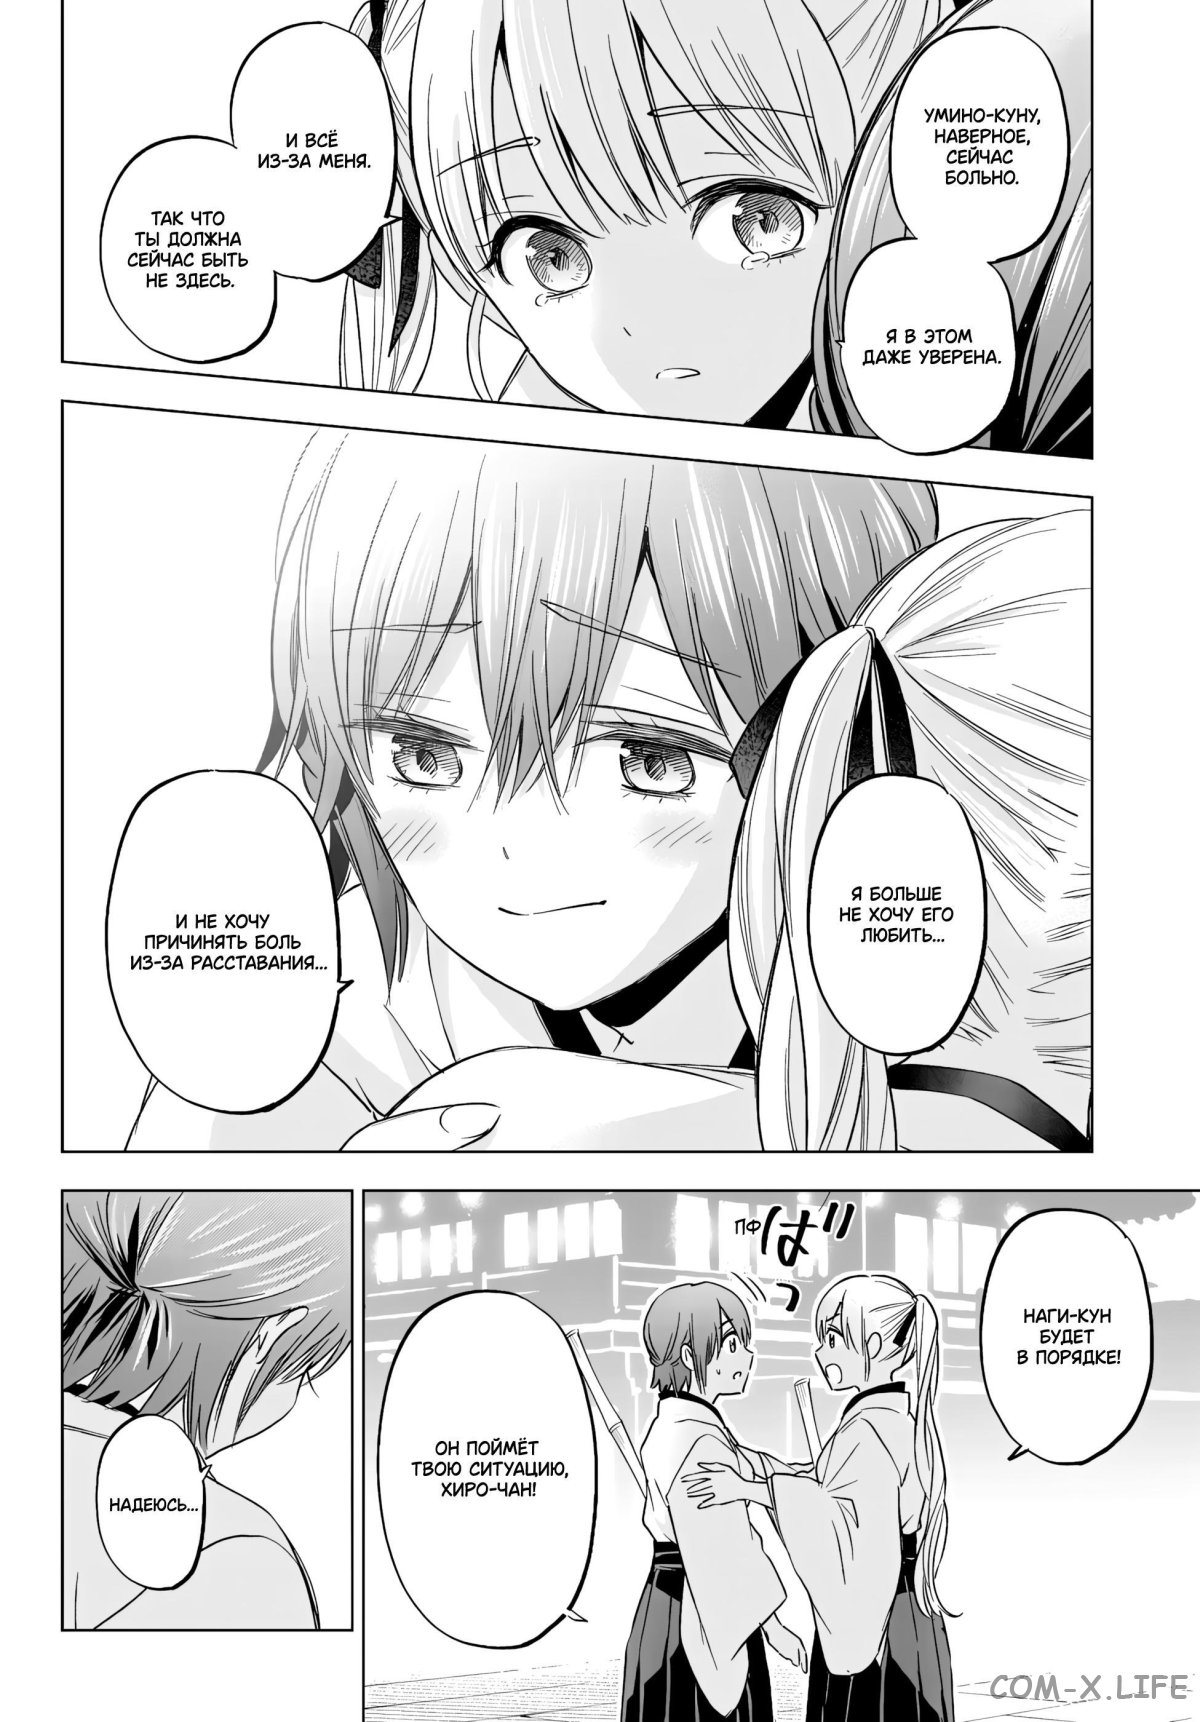 УМИНО-КУНУ,
НАВЕРНОЕ,
СЕЙЧАС
БОЛЬНО.
Я В ЭТОМ
ДАЖЕ УВЕРЕНА.
И ВСЁ
ИЗ-ЗА МЕНЯ.
ТАК ЧТО
ТЫ ДОЛЖНА
СЕЙЧАС БЫТЬ
НЕ ЗДЕСЬ.
Я БОЛЬШЕ
НЕ ХОЧУ ЕГО
ЛЮБИТЬ...
И НЕ ХОЧУ
ПРИЧИНЯТЬ БОЛЬ
ИЗ-ЗА РАССТАВАНИЯ...
НАГИ-КУН
БУДЕТ
В ПОРЯДКЕ!
ПФ
ばっ
ОН ПОЙМЁТ
ТВОЮ СИТУАЦИЮ,
ХИРО-ЧАН!
НАДЕЮСЬ...
COM-X.LIFE